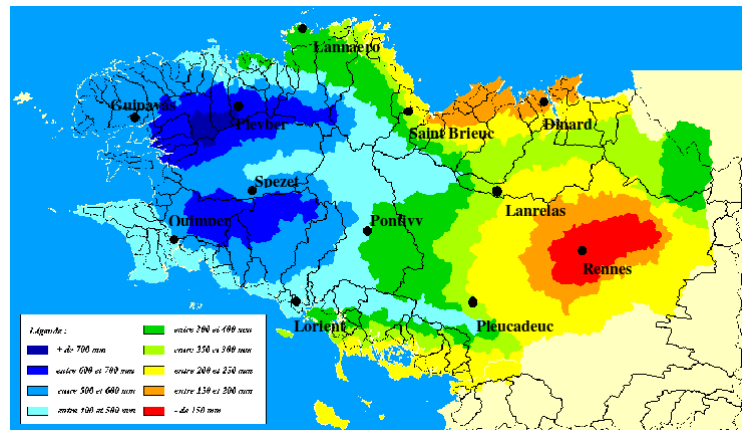 Lannaero
Guipavas
Pleyber
Saint Brieuc
Dinard
Spezet
Lanrelas
Quimper
Pontivy
Rennes
Lorient
Pleucadeuc
Légende :
+ de 700 mm
entre 600 et 700 mm
entre 500 et 600 mm
entre 400 et 500 mm
entre 300 et 400 mm
entre 250 et 300 mm
entre 200 et 250 mm
entre 150 et 200 mm
- de 150 mm